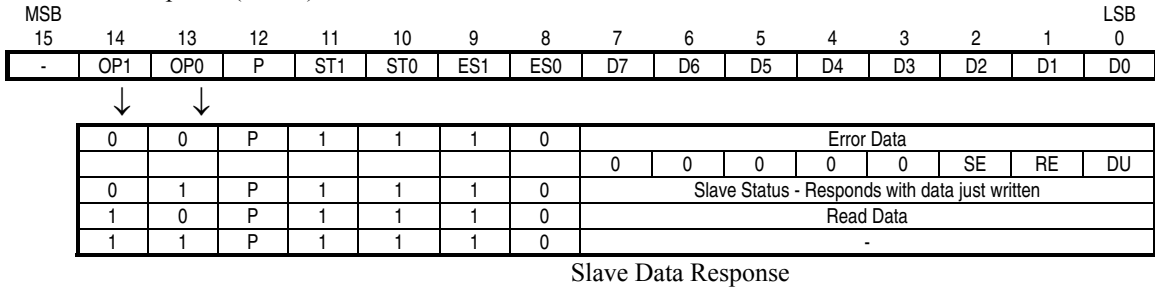 MSB LSB
15 14 13 12 11 10 9 8 7 6 5 4 3 2 1 0
- OP1 OP0 P ST1 ST0 ES1 ES0 D7 D6 D5 D4 D3 D2 D1 D0
↓ ↓
0 0 P 1 1 1 0 Error Data
0 0 0 0 0 SE RE DU
0 1 P 1 1 1 0 Slave Status - Responds with data just written
1 0 P 1 1 1 0 Read Data
1 1 P 1 1 1 0 -
Slave Data Response